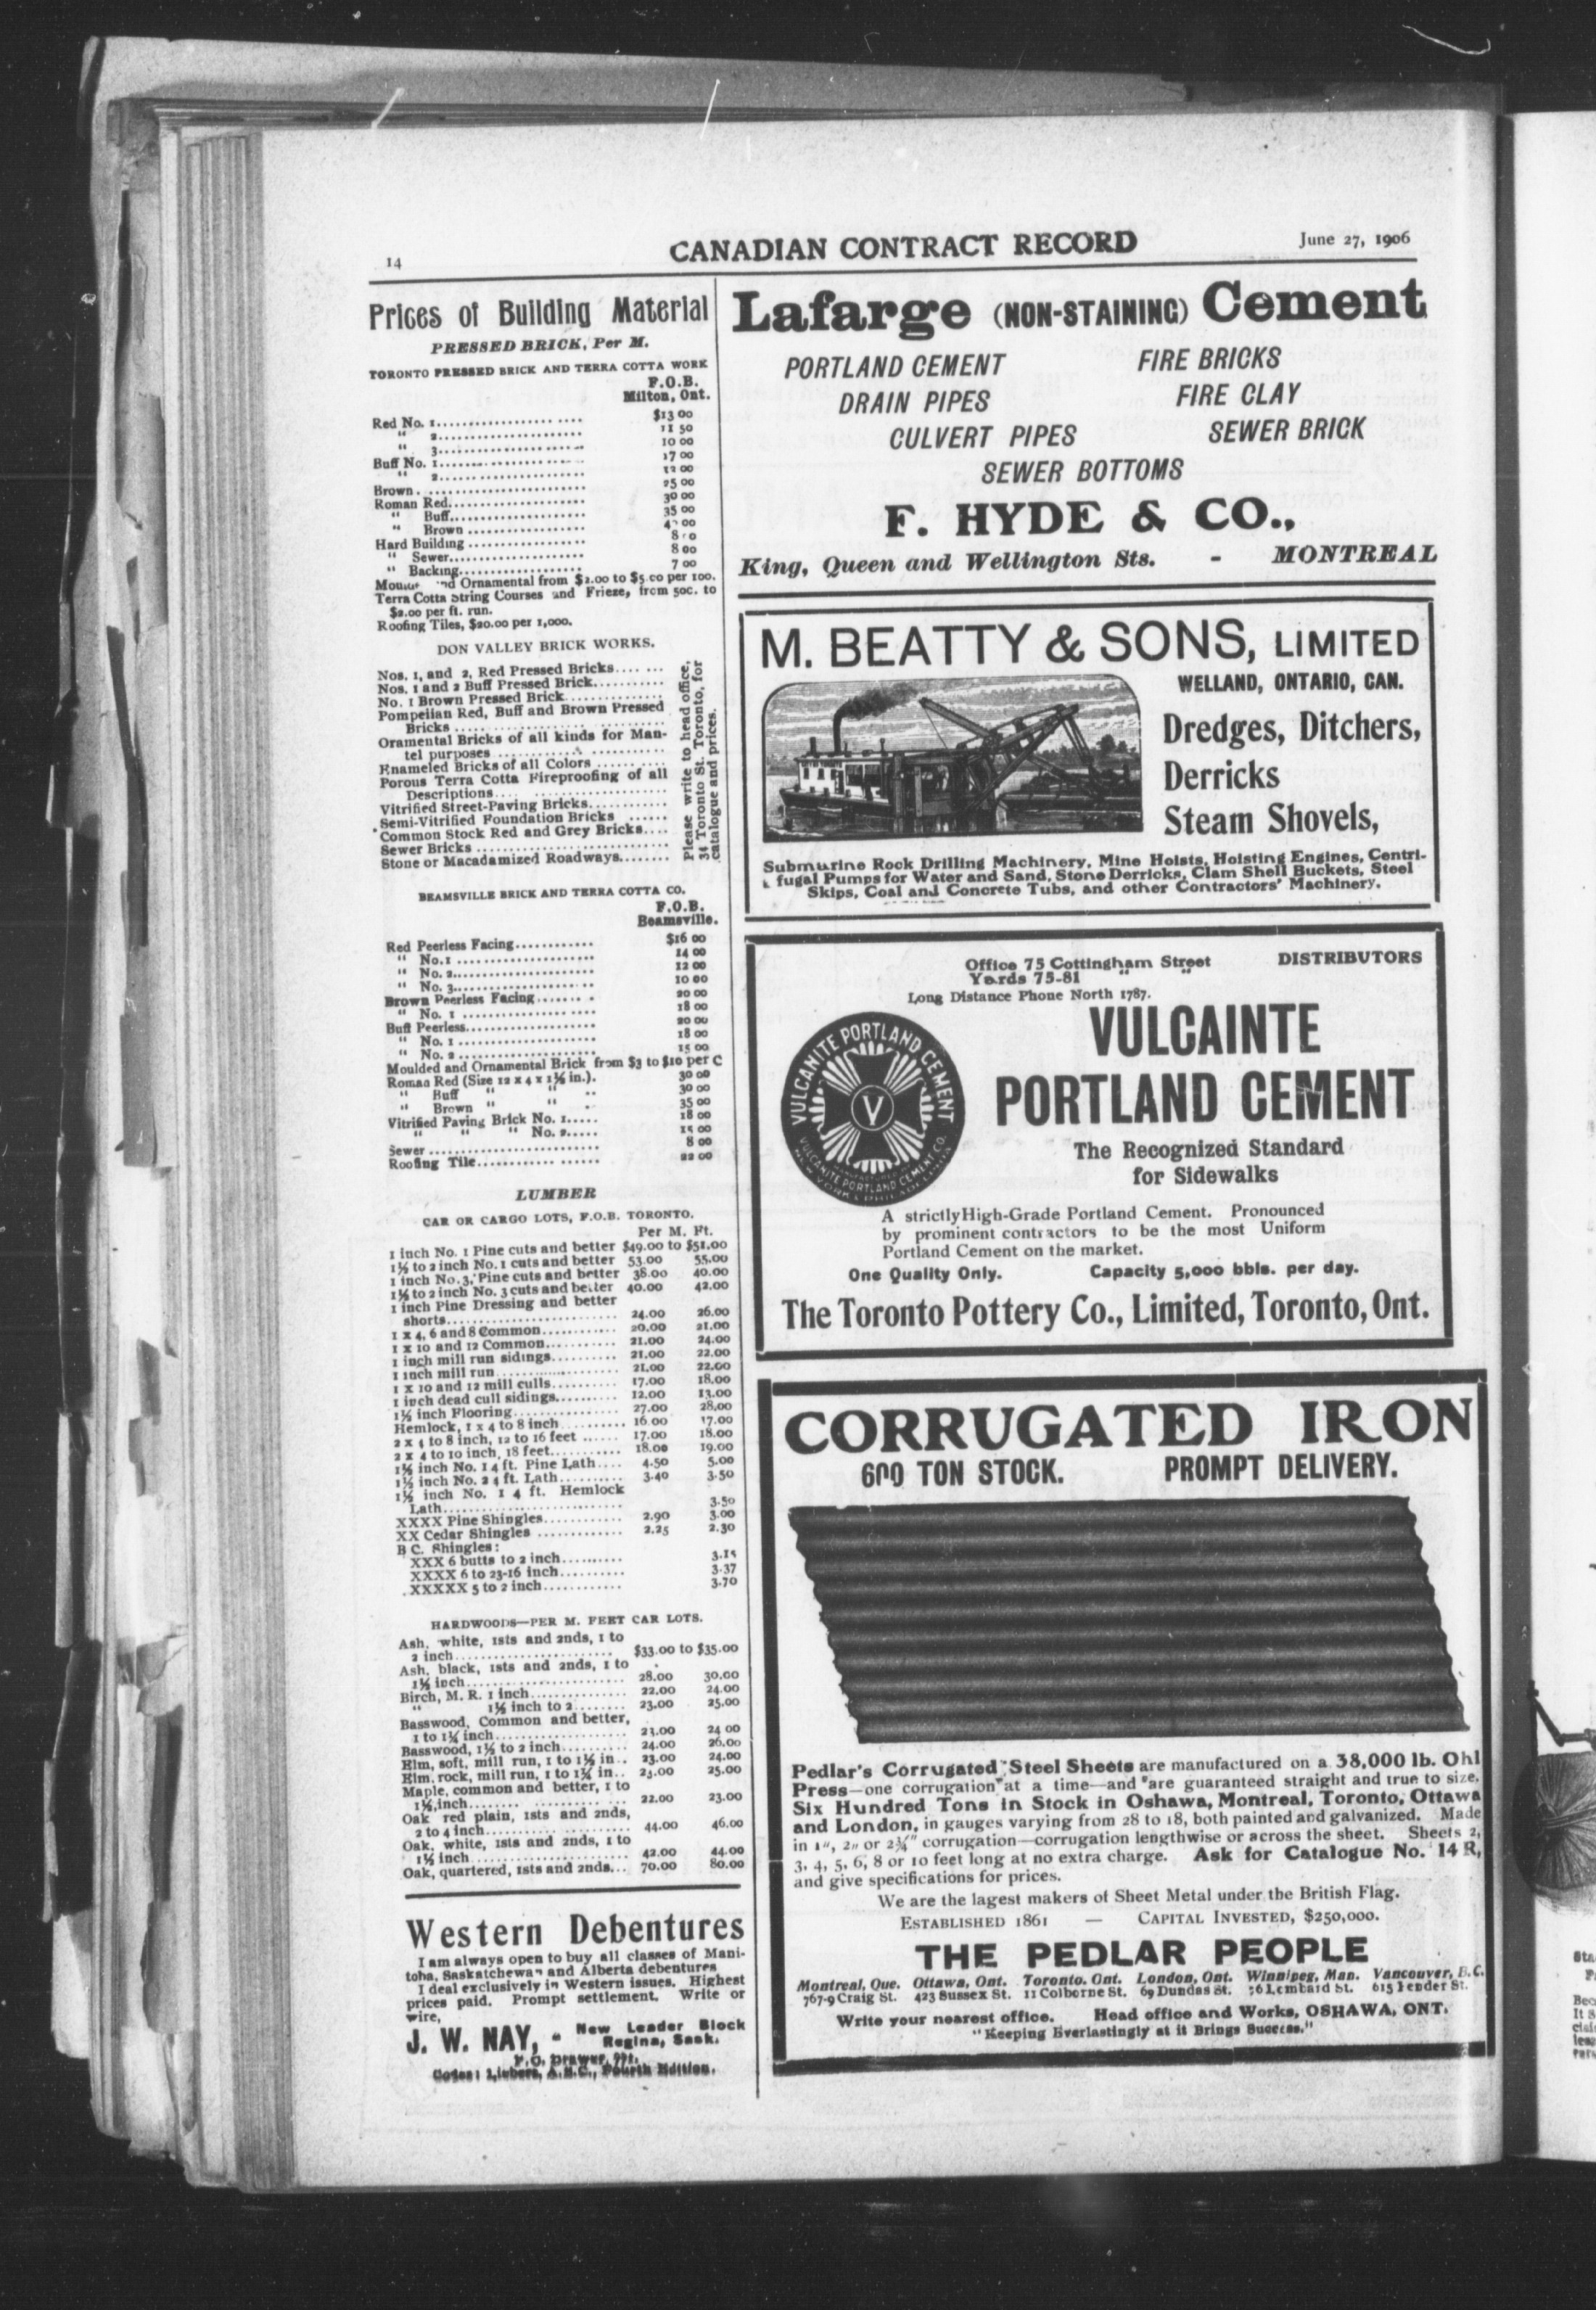 14
CANADIAN CONTRACT RECORD
June 27, 1906
Prices of Building Material
PRESSED BRICK, Per M.
TORONTO PRESSED BRICK AND TERRA COTTA WORK
F.O.B.
Milton, Ont.
Red No. 1.................... $13 00
" 2.................... 11 50
" 3.................... 10 00
Buff No. 1.................... 17 00
" 2....................
Brown. .................... 25 00
Roman Red.................... 30 00
" Buff.................... 35 00
" Brown ....................
Hard Building ....................
" Sewer.................... 8 00
" Backing.................... 7 00
Ornamental from $2.00 to $5.00 per 100.
Terra Cotta String Courses and Frieze, from 50c. to
$2.00 per ft. run.
Roofing Tiles, $20.00 per 1,000.
DON VALLEY BRICK WORKS.
Nos. 1, and 2, Red Pressed Bricks.... ...
Nos. 1 and 2 Buff Pressed Brick...........
No. 1 Brown Pressed Brick...............
Pompeiian Red, Buff and Brown Pressed
Bricks ..... .......................
Oramental Bricks of all kinds for Man-
tel purposes ............ ............
Enameled Bricks of all Colors ...........
Porous Terra Cotta Fireproofing of all
Descriptions.... ....................
Vitrified Street-Paving Bricks............
Semi-Vitrified Foundation Bricks ......
Common Stock Red and Grey Bricks....
Sewer Bricks ............................
Stone or Macadamized Roadways........
Please write to head office,
34 Toronto St. Toronto, for
catalogue and prices.
BEAMSVILLE BRICK AND TERRA COTTA CO.
F.O.B.
Beamsville.
Red Peerless Facing............ $16 00
" No.1 .................... 14 00
" No. 2.................... 12 00
" No. 3.................... 10 00
Brown Peerless Facing....... . 20 00
" No. 1 .................... 18 00
Buff Peerless.................... 20 00
" No. 1 .................... 18 00
" No. 2 .................... 15 00
Moulded and Ornamental Brick from $3 to $10 per C
Roman Red (Size 12 x 4 x 1½ in.). 30 00
" Buff " " .. 30 00
" Brown " " .. 35 00
Vitrified Paving Brick No. 1..... 18 00
" " " No. 2..... 15 00
Sewer ......................... 8 00
Roofing Tile............ ...... 22 00
LUMBER
CAR OR CARGO LOTS, F.O.B. TORONTO.
Per M. Ft.
1 inch No. 1 Pine cuts and better $49.00 to $51.00
1½ to 2 inch No. 1 cuts and better 53.00 55.00
1 inch No. 3, Pine cuts and better 38.00 40.00
1½ to 2 inch No. 3 cuts and better 40.00 42.00
1 inch Pine Dressing and better
shorts......................... 24.00 26.00
1 x 4, 6 and 8 Common............ 20.00 21.00
1 x 10 and 12 Common........... 21.00 24.00
1 inch mill run sidings.......... 21.00 22.00
1 inch mill run.................. 21.00 22.00
1 x 10 and 12 mill culls.......... 17.00 18.00
1 inch dead cull sidings.......... 12.00 13.00
1½ inch Flooring................ 27.00 28.00
Hemlock, 1 x 4 to 8 inch .......... 16.00 17.00
2 x 4 to 8 inch, 12 to 16 feet ...... 17.00 18.00
2 x 4 to 10 inch, 18 feet........... 18.00 19.00
1½ inch No. 1 4 ft. Pine Lath.... 4.50 5.00
1½ inch No. 2 4 ft. Lath.......... 3.40 3.50
1½ inch No. 1 4 ft. Hemlock
Lath........................... 3.50
XXXX Pine Shingles............ 2.90 3.00
XX Cedar Shingles ............. 2.25 2.30
B C. Shingles:
XXX 6 butts to 2 inch.......... 3.15
XXXX 6 to 23-16 inch.......... 3.37
XXXXX 5 to 2 inch............ 3.70
HARDWOODS—PER M. FEET CAR LOTS.
Ash, white, 1sts and 2nds, 1 to
2 inch........................ $33.00 to $35.00
Ash, black, 1sts and 2nds, 1 to
1½ inch........................ 28.00 30.00
Birch, M. R. 1 inch............... 22.00 24.00
" 1½ inch to 2........ 23.00 25.00
Basswood, Common and better,
1 to 1½ inch.................... 23.00 24 00
Basswood, 1½ to 2 inch.......... 24.00 26.00
Elm, soft, mill run, 1 to 1½ in.. 23.00 24.00
Elm, rock, mill run, 1 to 1½ in.. 23.00 25.00
Maple, common and better, 1 to
1½ inch........ ............ ... 22.00 23.00
Oak red plain, 1sts and 2nds,
2 to 4 inch........... ............ 44.00 46.00
Oak, white, 1sts and 2nds, 1 to
1½ inch........................ 42.00 44.00
Oak, quartered, 1sts and 2nds... 70.00 80.00
Western Debentures
I am always open to buy all classes of Mani-
toba, Saskatchewan and Alberta debentures
I deal exclusively in Western issues. Highest
prices paid. Prompt settlement. Write or
wire,
J. W. NAY, - New Leader Block
Regina, Sask.
P.O. Drawer,
Codes: Liebers, A.B.C., Fourth Edition.
Lafarge (NON-STAINING) Cement
PORTLAND CEMENT FIRE BRICKS
DRAIN PIPES FIRE CLAY
CULVERT PIPES SEWER BRICK
SEWER BOTTOMS
F. HYDE & CO.,
King, Queen and Wellington Sts. - MONTREAL
M. BEATTY & SONS, LIMITED
WELLAND, ONTARIO, CAN.
Dredges, Ditchers,
Derricks
Steam Shovels,
Submarine Rock Drilling Machinery, Mine Hoists, Hoisting Engines, Centri-
fugal Pumps for Water and Sand, Stone Derricks, Clam Shell Buckets, Steel
Skips, Coal and Concrete Tubs, and other Contractors' Machinery.
Office 75 Cottingham Street DISTRIBUTORS
Yards 75-81 " "
Long Distance Phone North 1787.
VULCAINTE
PORTLAND CEMENT
VULCANITE PORTLAND CEMENT
V
VULCANITE PORTLAND CEMENT CO.
The Recognized Standard
for Sidewalks
A strictly High-Grade Portland Cement. Pronounced
by prominent contractors to be the most Uniform
Portland Cement on the market.
One Quality Only. Capacity 5,000 bbls. per day.
The Toronto Pottery Co., Limited, Toronto, Ont.
CORRUGATED IRON
600 TON STOCK. PROMPT DELIVERY.
Pedlar's Corrugated Steel Sheets are manufactured on a 38,000 lb. Ohl
Press—one corrugation at a time—and are guaranteed straight and true to size.
Six Hundred Tons in Stock in Oshawa, Montreal, Toronto, Ottawa
and London, in gauges varying from 28 to 18, both painted and galvanized. Made
in 1", 2" or 2¾" corrugation—corrugation lengthwise or across the sheet. Sheets 2,
3, 4, 5, 6, 8 or 10 feet long at no extra charge. Ask for Catalogue No. 14 R,
and give specifications for prices.
We are the lagest makers of Sheet Metal under the British Flag.
ESTABLISHED 1861 — CAPITAL INVESTED, $250,000.
THE PEDLAR PEOPLE
Montreal, Que. Ottawa, Ont. Toronto, Ont. London, Ont. Winnipeg, Man. Vancouver, B.C.
767-9 Craig St. 423 Sussex St. 11 Colborne St. 69 Dundas St. 76 Lombard St. 615 Pender St.
Write your nearest office. Head office and Works, OSHAWA, ONT.
"Keeping Everlastingly at it Brings Success."